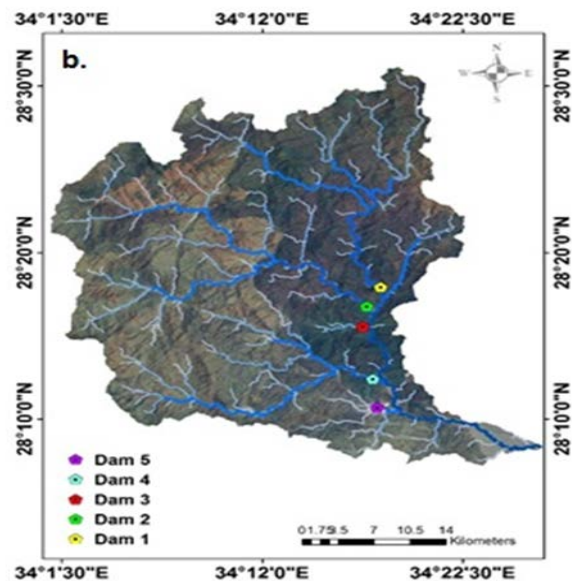 34°1'30"E 34°12'0"E 34°22'30"E
b.
N
W E
S
28°30'0"N 28°30'0"N
28°20'0"N 28°20'0"N
28°10'0"N 28°10'0"N
Dam 5
Dam 4
Dam 3
Dam 2
Dam 1
0 1.75 3.5 7 10.5 14
Kilometers
34°1'30"E 34°12'0"E 34°22'30"E